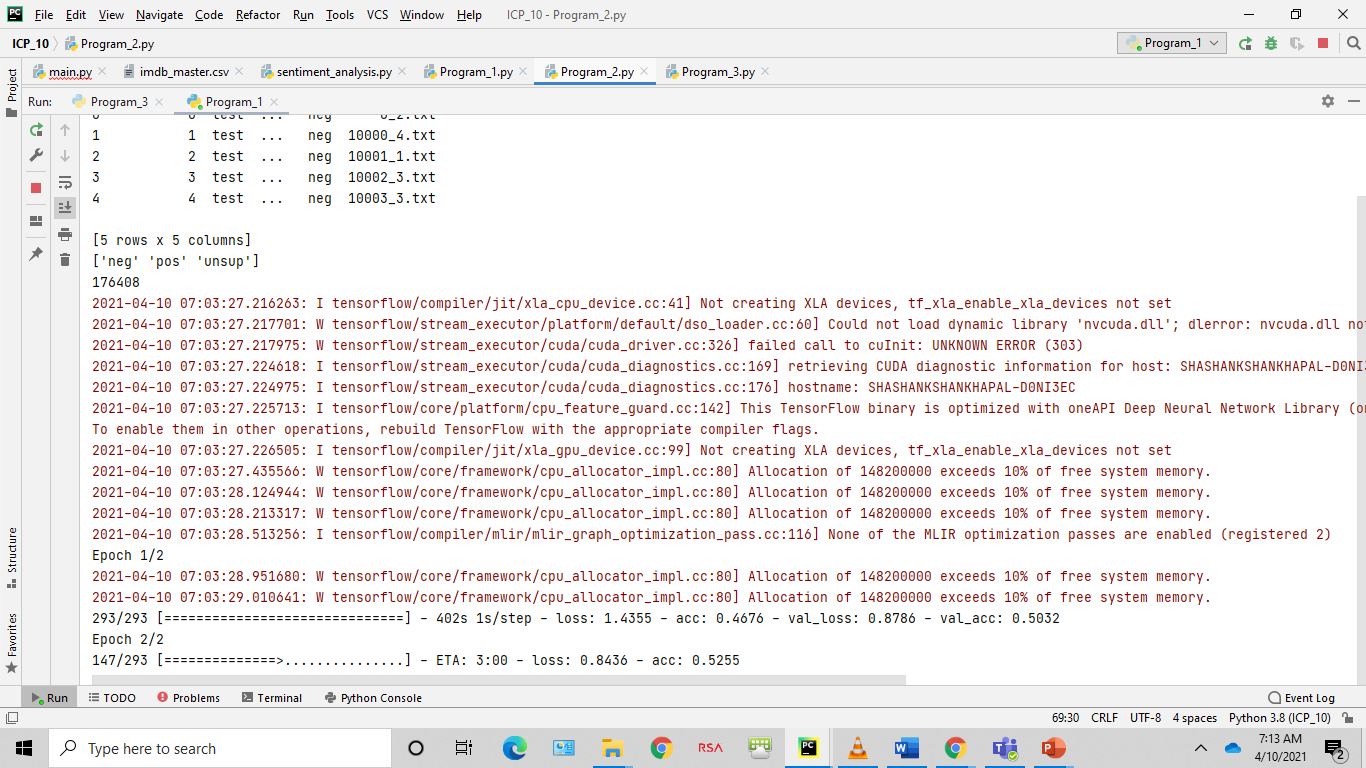 File Edit View Navigate Code Refactor Run Tools VCS Window Help ICP_10 - Program_2.py
ICP_10 Program_2.py Program_1
main.py imdb_master.csv sentiment_analysis.py Program_1.py Program_2.py Program_3.py
Project
Run: Program_3 Program_1
1 1 test ... neg 10000_4.txt
2 2 test ... neg 10001_1.txt
3 3 test ... neg 10002_3.txt
4 4 test ... neg 10003_3.txt
[5 rows x 5 columns]
['neg' 'pos' 'unsup']
176408
2021-04-10 07:03:27.216263: I tensorflow/compiler/jit/xla_cpu_device.cc:41] Not creating XLA devices, tf_xla_enable_xla_devices not set
2021-04-10 07:03:27.217701: W tensorflow/stream_executor/platform/default/dso_loader.cc:60] Could not load dynamic library 'nvcuda.dll'; dlerror: nvcuda.dll no
2021-04-10 07:03:27.217975: W tensorflow/stream_executor/cuda/cuda_driver.cc:326] failed call to cuInit: UNKNOWN ERROR (303)
2021-04-10 07:03:27.224618: I tensorflow/stream_executor/cuda/cuda_diagnostics.cc:169] retrieving CUDA diagnostic information for host: SHASHANKSHANKHAPAL-D0NI3
2021-04-10 07:03:27.224975: I tensorflow/stream_executor/cuda/cuda_diagnostics.cc:176] hostname: SHASHANKSHANKHAPAL-D0NI3EC
2021-04-10 07:03:27.225713: I tensorflow/core/platform/cpu_feature_guard.cc:142] This TensorFlow binary is optimized with oneAPI Deep Neural Network Library (o
To enable them in other operations, rebuild TensorFlow with the appropriate compiler flags.
2021-04-10 07:03:27.226505: I tensorflow/compiler/jit/xla_gpu_device.cc:99] Not creating XLA devices, tf_xla_enable_xla_devices not set
2021-04-10 07:03:27.435566: W tensorflow/core/framework/cpu_allocator_impl.cc:80] Allocation of 148200000 exceeds 10% of free system memory.
2021-04-10 07:03:28.124944: W tensorflow/core/framework/cpu_allocator_impl.cc:80] Allocation of 148200000 exceeds 10% of free system memory.
2021-04-10 07:03:28.213317: W tensorflow/core/framework/cpu_allocator_impl.cc:80] Allocation of 148200000 exceeds 10% of free system memory.
2021-04-10 07:03:28.513256: I tensorflow/compiler/mlir/mlir_graph_optimization_pass.cc:116] None of the MLIR optimization passes are enabled (registered 2)
Epoch 1/2
2021-04-10 07:03:28.951680: W tensorflow/core/framework/cpu_allocator_impl.cc:80] Allocation of 148200000 exceeds 10% of free system memory.
2021-04-10 07:03:29.010641: W tensorflow/core/framework/cpu_allocator_impl.cc:80] Allocation of 148200000 exceeds 10% of free system memory.
293/293 [==============================] - 402s 1s/step - loss: 1.4355 - acc: 0.4676 - val_loss: 0.8786 - val_acc: 0.5032
Epoch 2/2
147/293 [==============>...............] - ETA: 3:00 - loss: 0.8436 - acc: 0.5255
Structure
Favorites
Run TODO Problems Terminal Python Console Event Log
69:30 CRLF UTF-8 4 spaces Python 3.8 (ICP_10)
Type here to search RSA 7:13 AM
4/10/2021 2